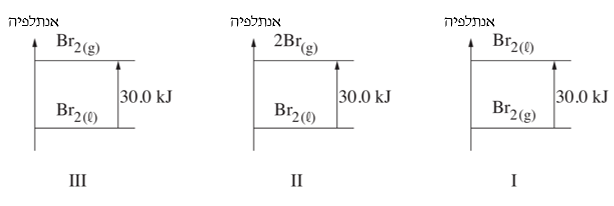 אנתלפיה אנתלפיה אנתלפיה
Br₂(g) 2Br(g) Br₂(ℓ)
30.0 kJ 30.0 kJ 30.0 kJ
Br₂(ℓ) Br₂(ℓ) Br₂(g)
III II I